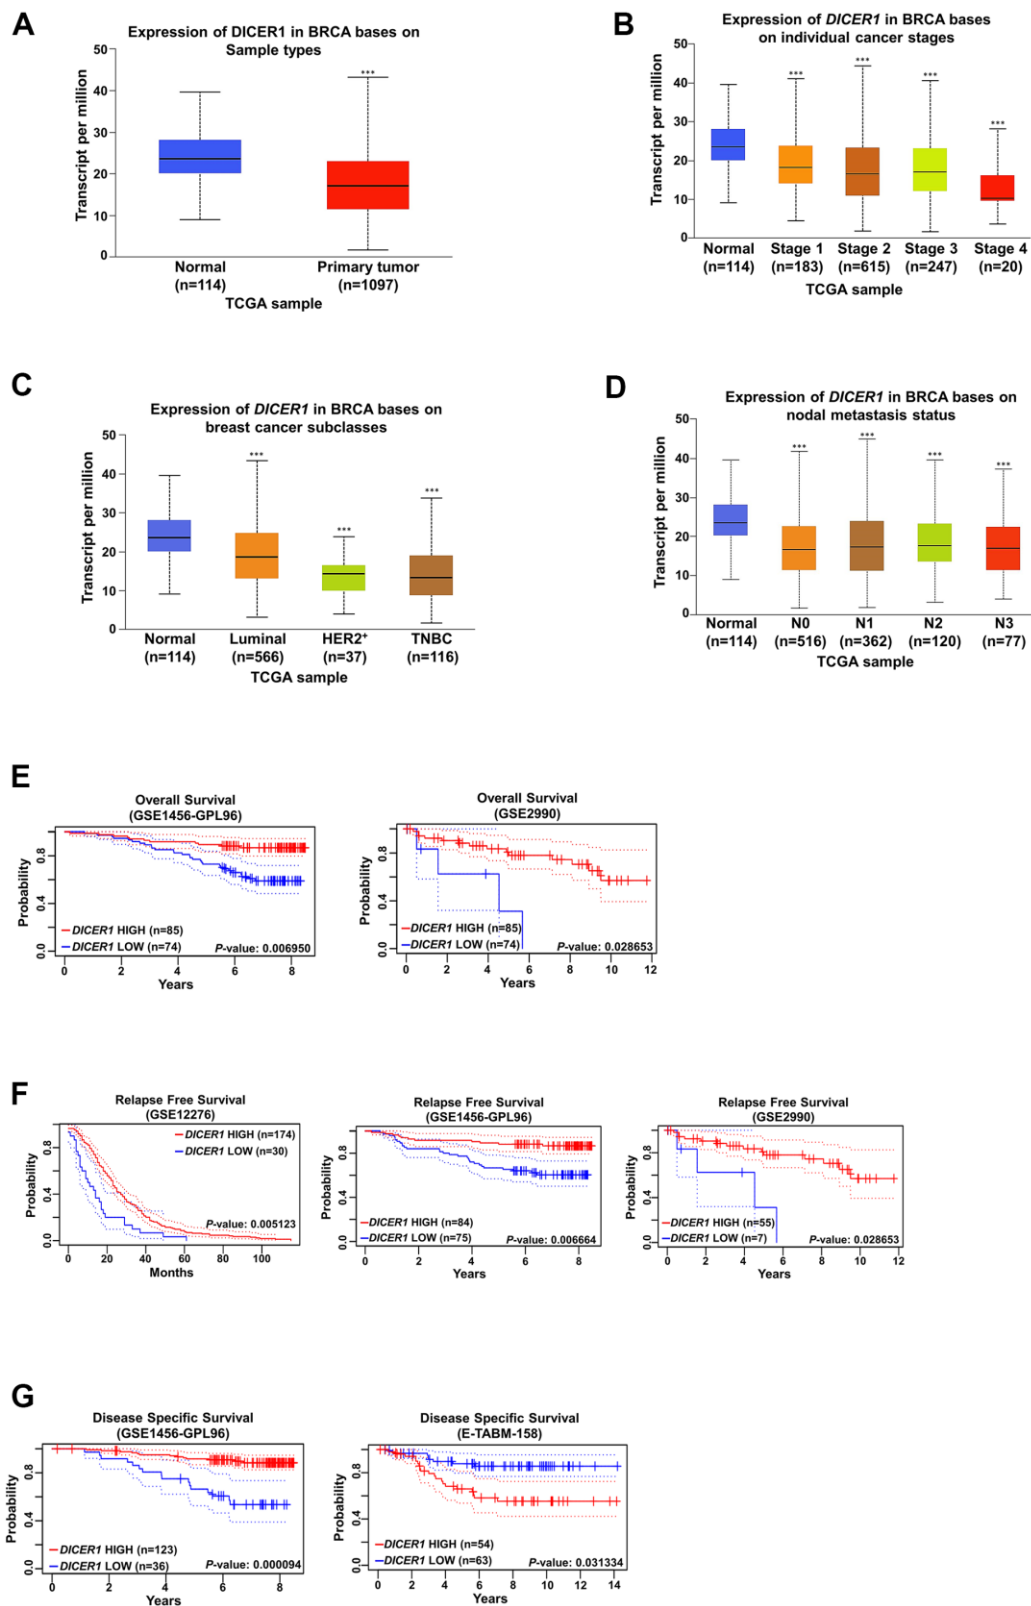 A
Expression of DICER1 in BRCA bases on
Sample types
Transcript per million
50
40
30
20
10
0
***
Normal
(n=114)
Primary tumor
(n=1097)
TCGA sample
B
Expression of DICER1 in BRCA bases
on individual cancer stages
Transcript per million
50
40
30
20
10
0
***
***
***
***
Normal
(n=114)
Stage 1
(n=183)
Stage 2
(n=615)
Stage 3
(n=247)
Stage 4
(n=20)
TCGA sample
C
Expression of DICER1 in BRCA bases on
breast cancer subclasses
Transcript per million
50
40
30
20
10
0
***
***
***
Normal
(n=114)
Luminal
(n=566)
HER2⁺
(n=37)
TNBC
(n=116)
TCGA sample
D
Expression of DICER1 in BRCA bases on
nodal metastasis status
Transcript per million
50
40
30
20
10
0
***
***
***
***
Normal
(n=114)
N0
(n=516)
N1
(n=362)
N2
(n=120)
N3
(n=77)
TCGA sample
E
Overall Survival
(GSE1456-GPL96)
Probability
0.8
0.4
0.0
DICER1 HIGH (n=85)
DICER1 LOW (n=74)
P-value: 0.006950
0 2 4 6 8
Years
Overall Survival
(GSE2990)
Probability
0.8
0.4
0.0
DICER1 HIGH (n=85)
DICER1 LOW (n=74)
P-value: 0.028653
0 2 4 6 8 10 12
Years
F
Relapse Free Survival
(GSE12276)
Probability
0.8
0.4
0.0
DICER1 HIGH (n=174)
DICER1 LOW (n=30)
P-value: 0.005123
0 20 40 60 80 100
Months
Relapse Free Survival
(GSE1456-GPL96)
Probability
0.8
0.4
0.0
DICER1 HIGH (n=84)
DICER1 LOW (n=75)
P-value: 0.006664
0 2 4 6 8
Years
Relapse Free Survival
(GSE2990)
Probability
0.8
0.4
0.0
DICER1 HIGH (n=55)
DICER1 LOW (n=7)
P-value: 0.028653
0 2 4 6 8 10 12
Years
G
Disease Specific Survival
(GSE1456-GPL96)
Probability
0.8
0.4
0.0
DICER1 HIGH (n=123)
DICER1 LOW (n=36)
P-value: 0.000094
0 2 4 6 8
Years
Disease Specific Survival
(E-TABM-158)
Probability
0.8
0.4
0.0
DICER1 HIGH (n=54)
DICER1 LOW (n=63)
P-value: 0.031334
0 2 4 6 8 10 12 14
Years